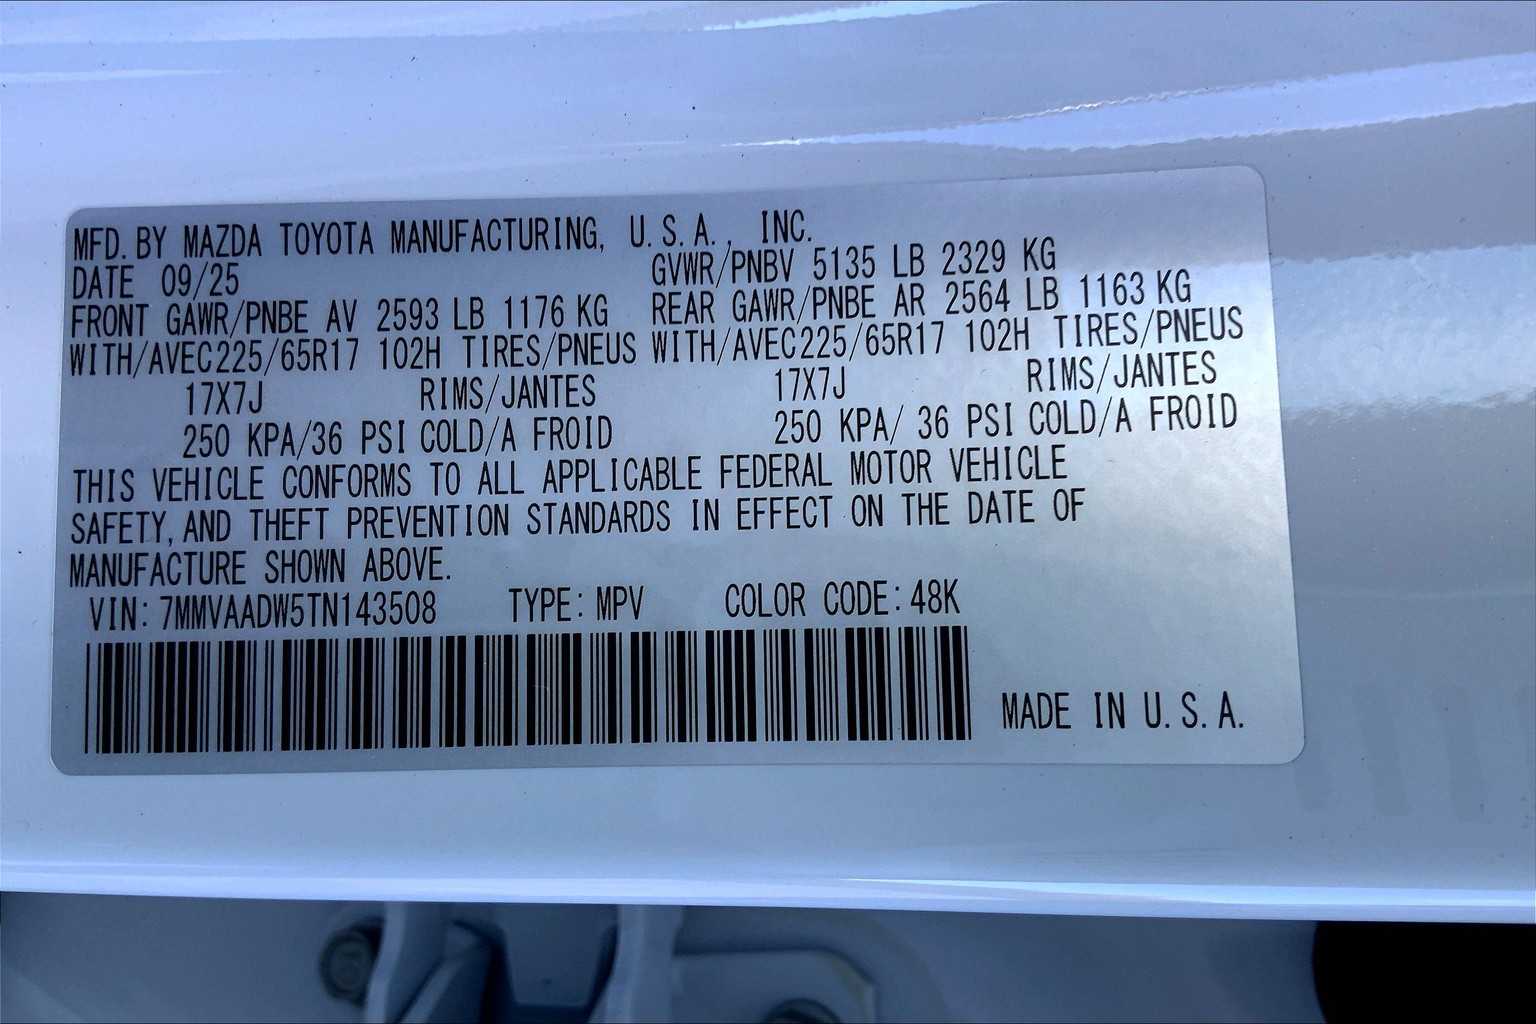 MFD. BY MAZDA TOYOTA MANUFACTURING, U.S.A., INC.
DATE 09/25 GVWR/PNBV 5135 LB 2329 KG
FRONT GAWR/PNBE AV 2593 LB 1176 KG REAR GAWR/PNBE AR 2564 LB 1163 KG
WITH/AVEC225/65R17 102H TIRES/PNEUS WITH/AVEC225/65R17 102H TIRES/PNEUS
17X7J RIMS/JANTES 17X7J RIMS/JANTES
250 KPA/36 PSI COLD/A FROID 250 KPA/ 36 PSI COLD/A FROID
THIS VEHICLE CONFORMS TO ALL APPLICABLE FEDERAL MOTOR VEHICLE
SAFETY, AND THEFT PREVENTION STANDARDS IN EFFECT ON THE DATE OF
MANUFACTURE SHOWN ABOVE.
VIN: 7MMVAADW5TN143508 TYPE: MPV COLOR CODE: 48K
MADE IN U.S.A.